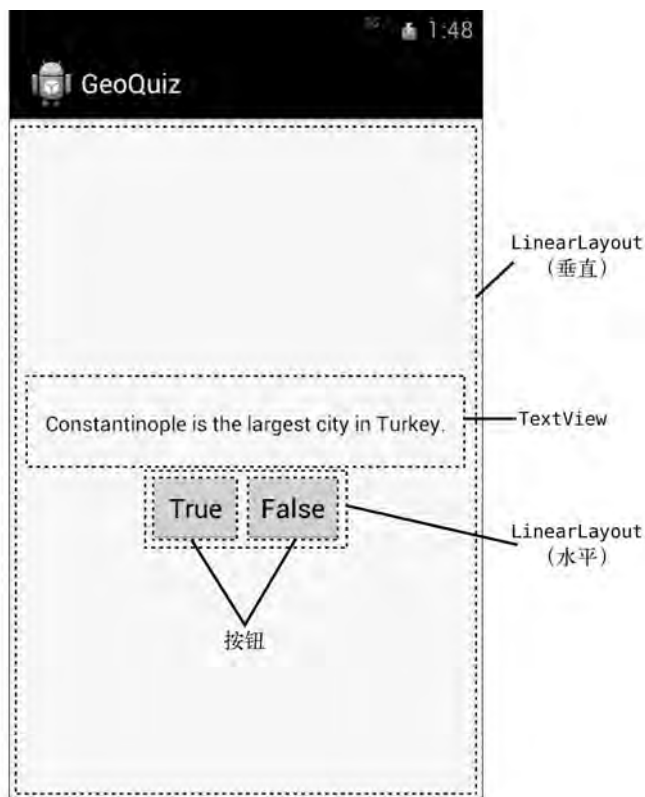 1:48
GeoQuiz
LinearLayout
（垂直）
Constantinople is the largest city in Turkey.
TextView
True
False
LinearLayout
（水平）
按钮